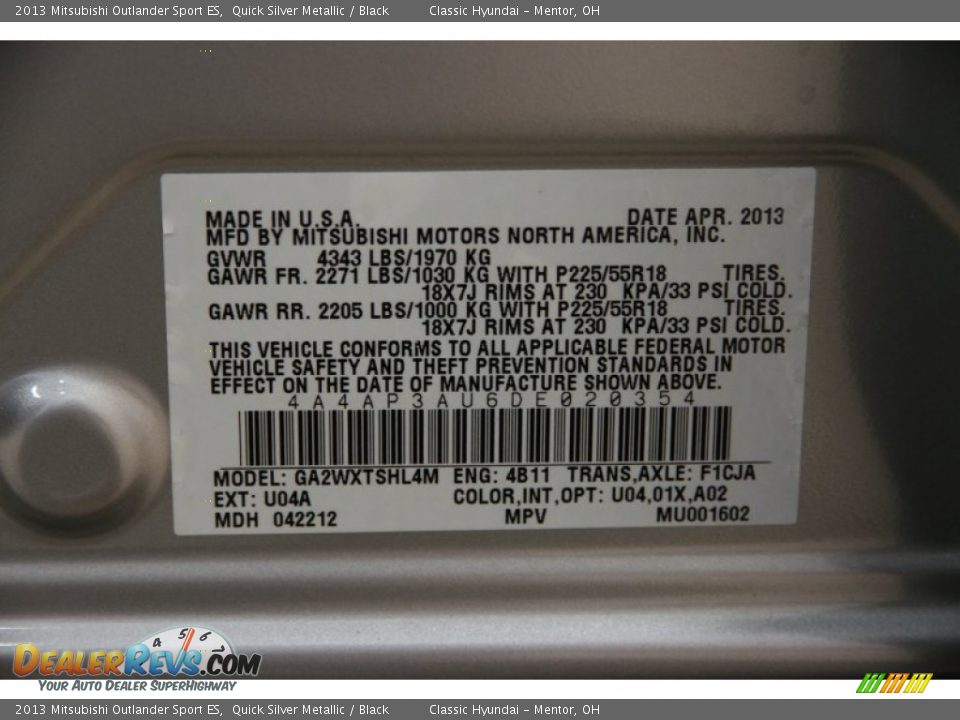 2013 Mitsubishi Outlander Sport ES,  Quick Silver Metallic / Black  Classic Hyundai - Mentor, OH
MADE IN U.S.A.  DATE APR. 2013
MFD BY MITSUBISHI MOTORS NORTH AMERICA, INC.
GVWR  4343 LBS/1970 KG
GAWR FR. 2271 LBS/1030 KG WITH P225/55R18  TIRES.
18X7J RIMS AT 230  KPA/33 PSI COLD.
GAWR RR. 2205 LBS/1000 KG WITH P225/55R18  TIRES.
18X7J RIMS AT 230  KPA/33 PSI COLD.
THIS VEHICLE CONFORMS TO ALL APPLICABLE FEDERAL MOTOR
VEHICLE SAFETY AND THEFT PREVENTION STANDARDS IN
EFFECT ON THE DATE OF MANUFACTURE SHOWN ABOVE.
4A4AP3AU6DE020354
MODEL: GA2WXTSHL4M  ENG: 4B11  TRANS,AXLE: F1CJA
EXT: U04A  COLOR,INT,OPT: U04,01X,A02
MDH 042212  MPV  MU001602
4 5 6
DEALERREVS.COM
YOUR AUTO DEALER SUPERHIGHWAY
2013 Mitsubishi Outlander Sport ES,  Quick Silver Metallic / Black  Classic Hyundai - Mentor, OH